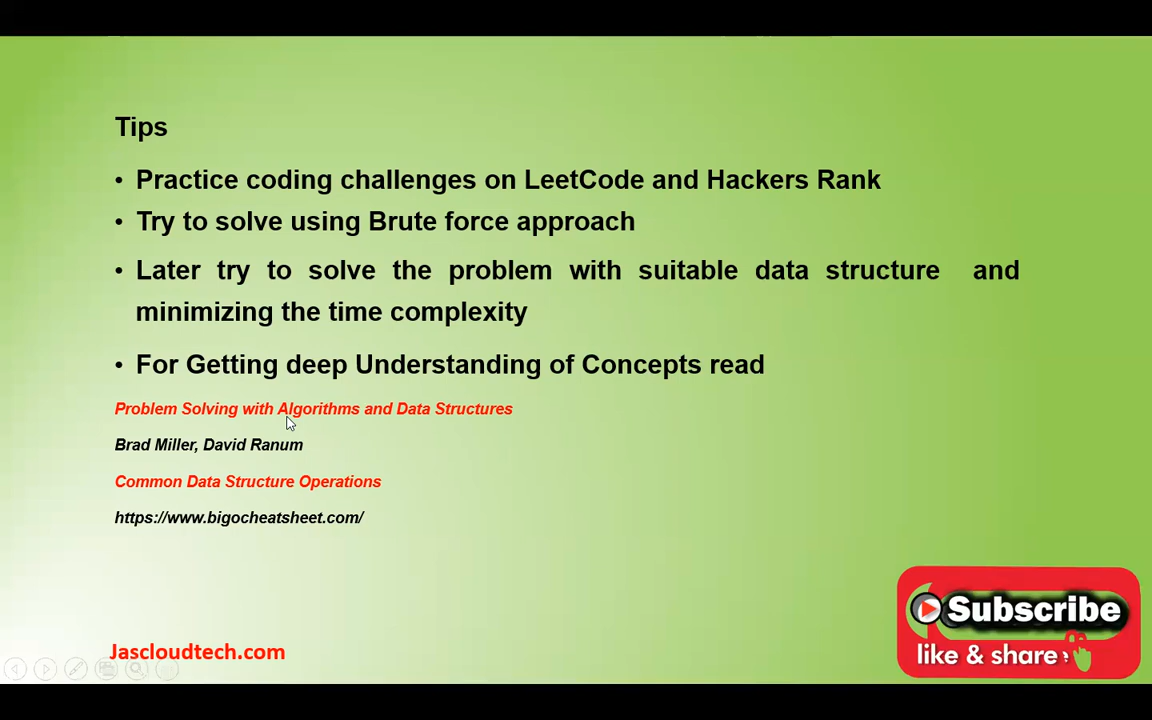 Tips
• Practice coding challenges on LeetCode and Hackers Rank
• Try to solve using Brute force approach
• Later try to solve the problem with suitable data structure and
minimizing the time complexity
• For Getting deep Understanding of Concepts read
Problem Solving with Algorithms and Data Structures
Brad Miller, David Ranum
Common Data Structure Operations
https://www.bigocheatsheet.com/
Subscribe
like & share
Jascloudtech.com